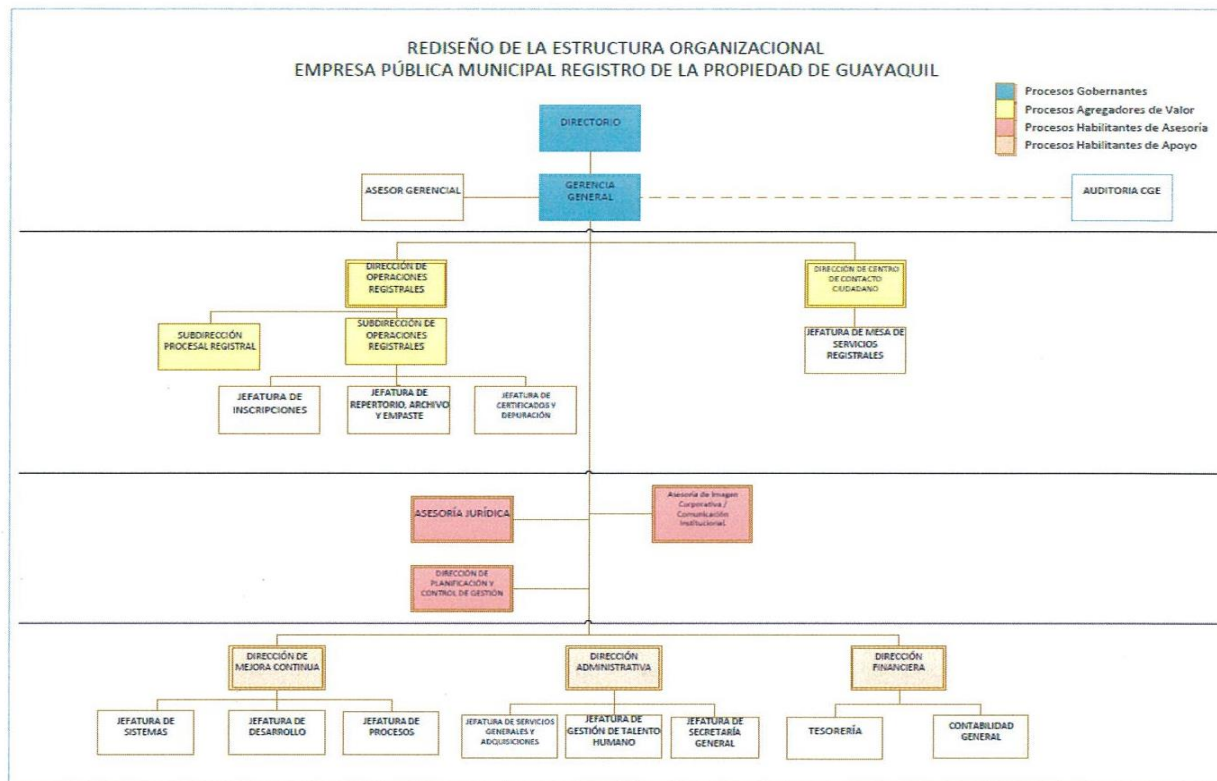 REDISEÑO DE LA ESTRUCTURA ORGANIZACIONAL
EMPRESA PÚBLICA MUNICIPAL REGISTRO DE LA PROPIEDAD DE GUAYAQUIL
Procesos Gobernantes
Procesos Agregadores de Valor
Procesos Habilitantes de Asesoría
Procesos Habilitantes de Apoyo
DIRECTORIO
ASESOR GERENCIAL
GERENCIA
GENERAL
AUDITORIA CGE
DIRECCIÓN DE
OPERACIONES
REGISTRALES
DIRECCIÓN DE CENTRO
DE CONTACTO
CIUDADANO
SUBDIRECCIÓN
PROCESAL REGISTRAL
SUBDIRECCIÓN DE
OPERACIONES
REGISTRALES
JEFATURA DE MESA DE
SERVICIOS
REGISTRALES
JEFATURA DE
INSCRIPCIONES
JEFATURA DE
REPERTORIO, ARCHIVO
Y EMPASTE
JEFATURA DE
CERTIFICADOS Y
DEPURACIÓN
ASESORÍA JURÍDICA
Asesoría de Imagen
Corporativa /
Comunicación
Institucional.
DIRECCIÓN DE
PLANIFICACIÓN Y
CONTROL DE GESTIÓN
DIRECCIÓN DE
MEJORA CONTINUA
DIRECCIÓN
ADMINISTRATIVA
DIRECCIÓN
FINANCIERA
JEFATURA DE
SISTEMAS
JEFATURA DE
DESARROLLO
JEFATURA DE
PROCESOS
JEFATURA DE SERVICIOS
GENERALES Y
ADQUISICIONES
JEFATURA DE
GESTIÓN DE TALENTO
HUMANO
JEFATURA DE
SECRETARÍA
GENERAL
TESORERÍA
CONTABILIDAD
GENERAL